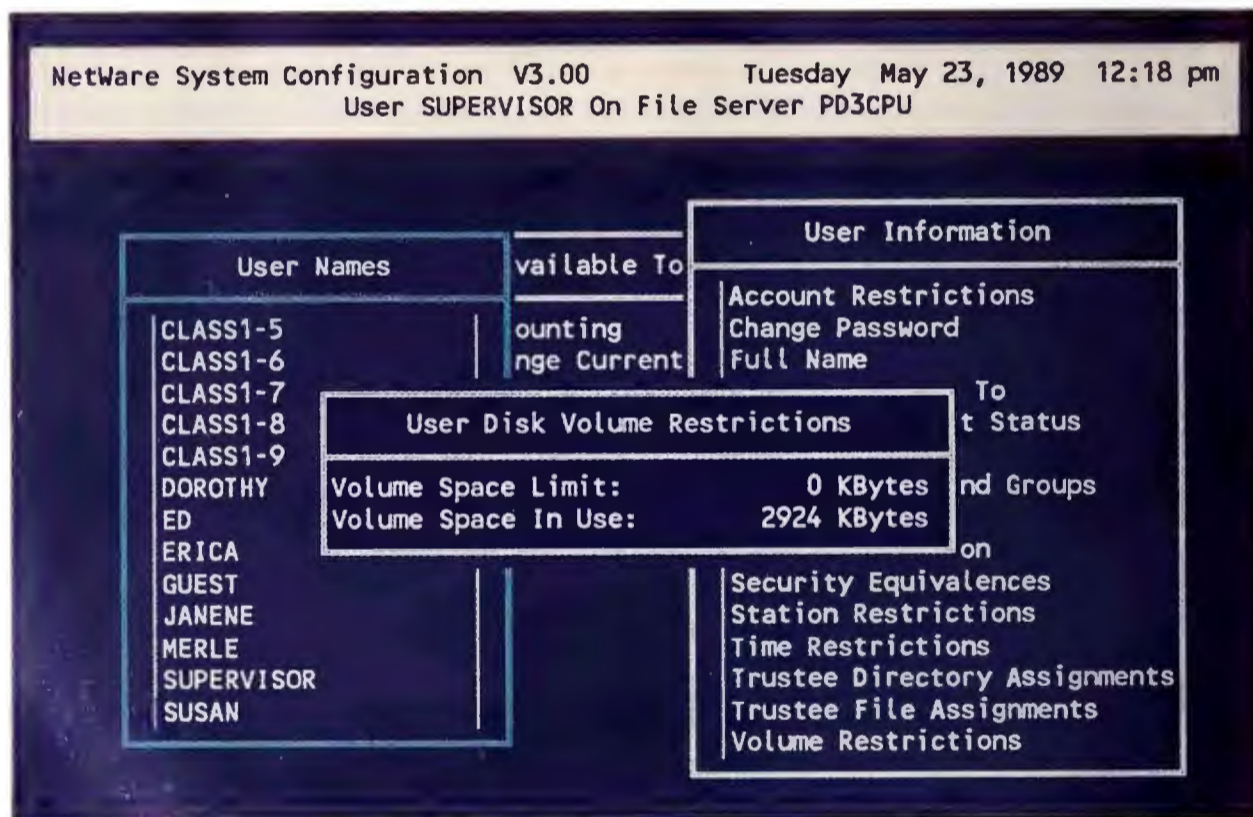 NetWare System Configuration V3.00 Tuesday May 23, 1989 12:18 pm
User SUPERVISOR On File Server PD3CPU
User Names
CLASS1-5
CLASS1-6
CLASS1-7
CLASS1-8
CLASS1-9
DOROTHY
ED
ERICA
GUEST
JANENE
MERLE
SUPERVISOR
SUSAN
vailable To
ounting
nge Current
User Disk Volume Restrictions
Volume Space Limit: 0 KBytes
Volume Space In Use: 2924 KBytes
User Information
Account Restrictions
Change Password
Full Name
To
t Status
nd Groups
on
Security Equivalences
Station Restrictions
Time Restrictions
Trustee Directory Assignments
Trustee File Assignments
Volume Restrictions